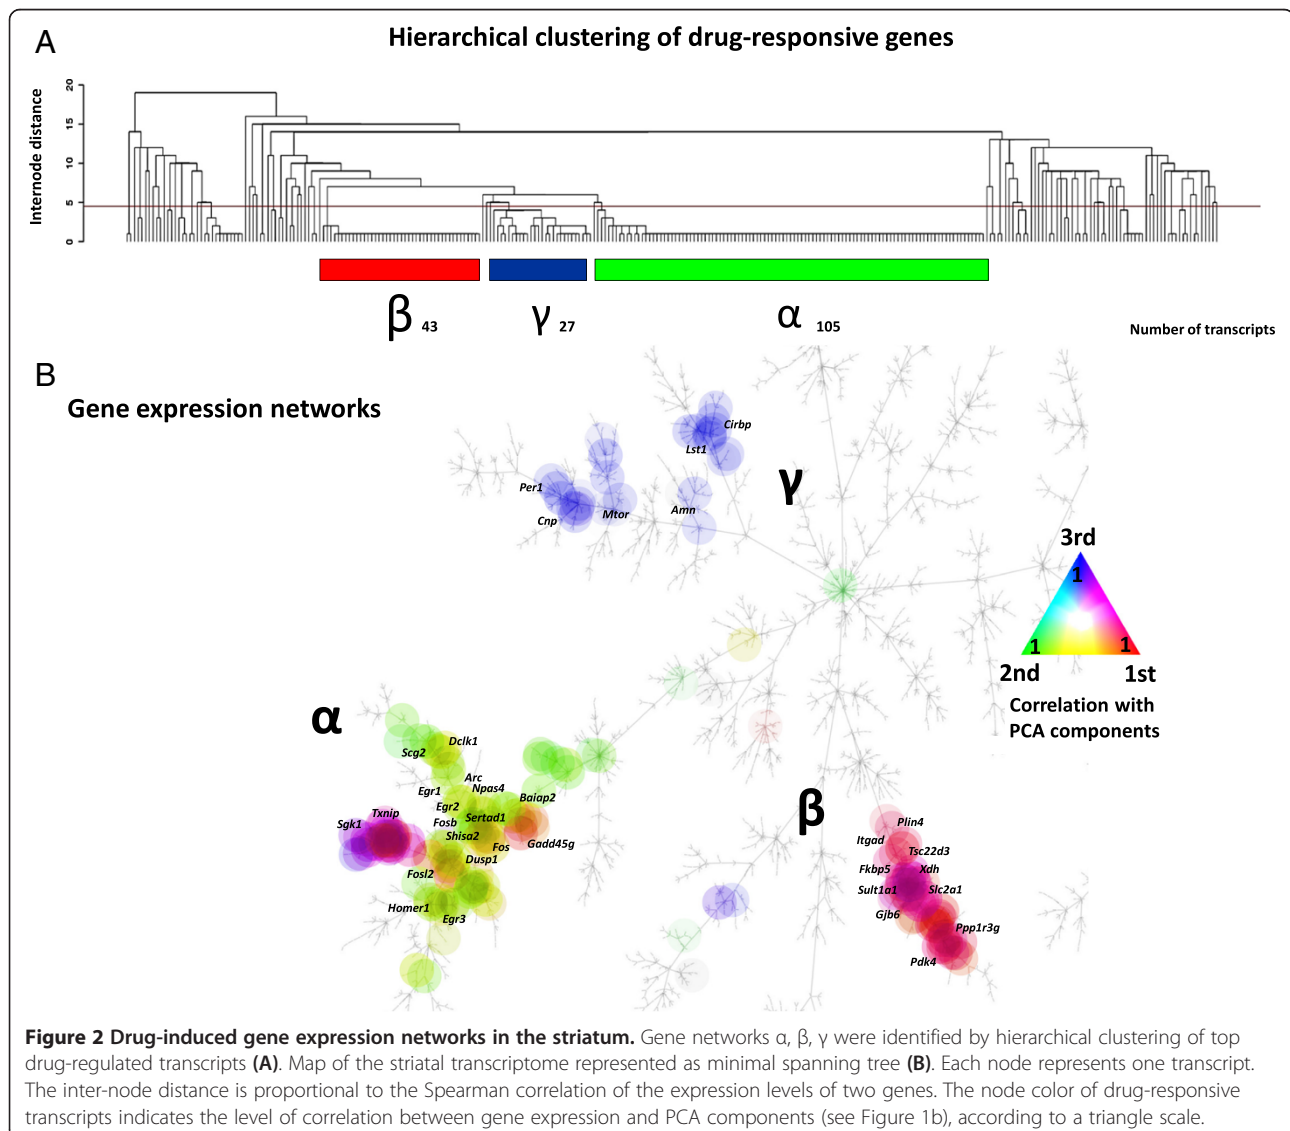 A
Hierarchical clustering of drug-responsive genes
Internode distance
20
15
10
5
0
β 43
γ 27
α 105
Number of transcripts
B
Gene expression networks
Cirbp
Lst1
Per1
Cnp
Mtor
Amn
γ
3rd
1
1
1
2nd
1st
Correlation with
PCA components
α
Scg2
Dclk1
Arc
Egr1
Npas4
Egr2
Baiap2
Txnip
Sgk1
Fosb
Sertad1
Shisa2
Fos
Gadd45g
Dusp1
Fosl2
Homer1
Egr3
β
Plin4
Itgad
Tsc22d3
Fkbp5
Xdh
Sult1a1
Slc2a1
Gjb6
Ppp1r3g
Pdk4
Figure 2 Drug-induced gene expression networks in the striatum. Gene networks α, β, γ were identified by hierarchical clustering of top
drug-regulated transcripts (A). Map of the striatal transcriptome represented as minimal spanning tree (B). Each node represents one transcript.
The inter-node distance is proportional to the Spearman correlation of the expression levels of two genes. The node color of drug-responsive
transcripts indicates the level of correlation between gene expression and PCA components (see Figure 1b), according to a triangle scale.